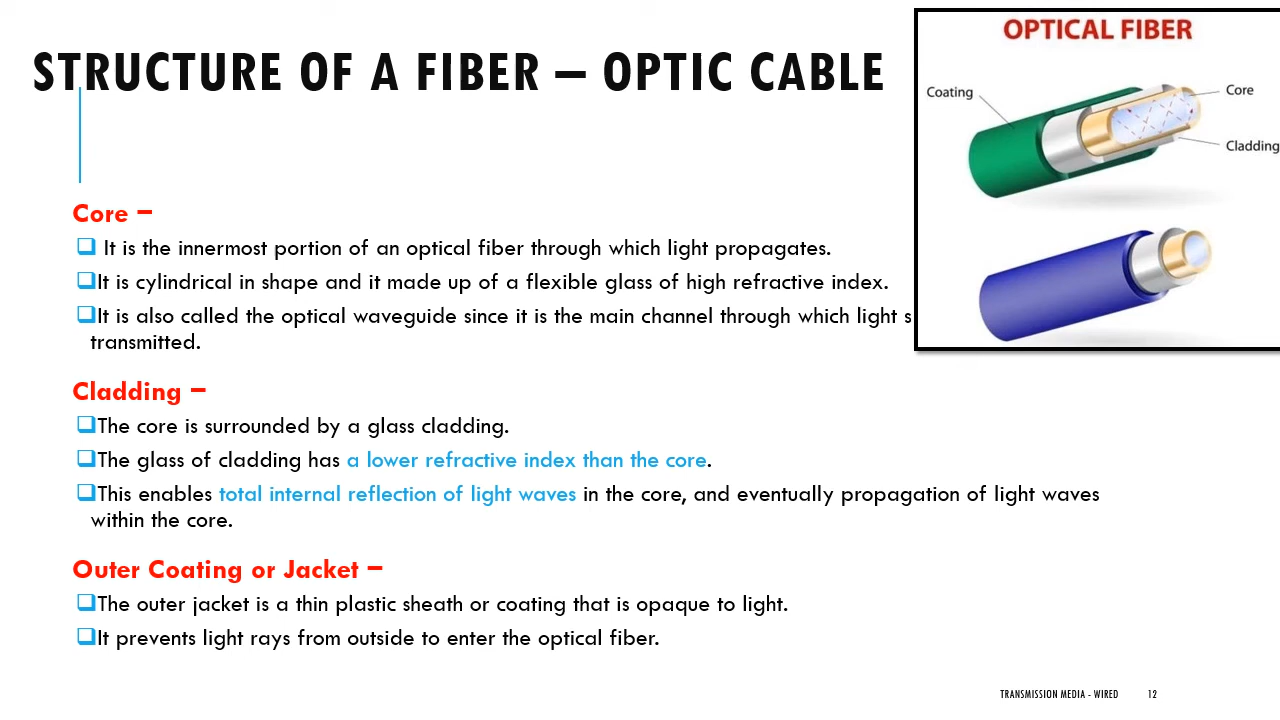 STRUCTURE OF A FIBER – OPTIC CABLE
OPTICAL FIBER
Coating
Core
Cladding
Core –
It is the innermost portion of an optical fiber through which light propagates.
It is cylindrical in shape and it made up of a flexible glass of high refractive index.
It is also called the optical waveguide since it is the main channel through which light
transmitted.
Cladding –
The core is surrounded by a glass cladding.
The glass of cladding has a lower refractive index than the core.
This enables total internal reflection of light waves in the core, and eventually propagation of light waves
within the core.
Outer Coating or Jacket –
The outer jacket is a thin plastic sheath or coating that is opaque to light.
It prevents light rays from outside to enter the optical fiber.
TRANSMISSION MEDIA - WIRED 12